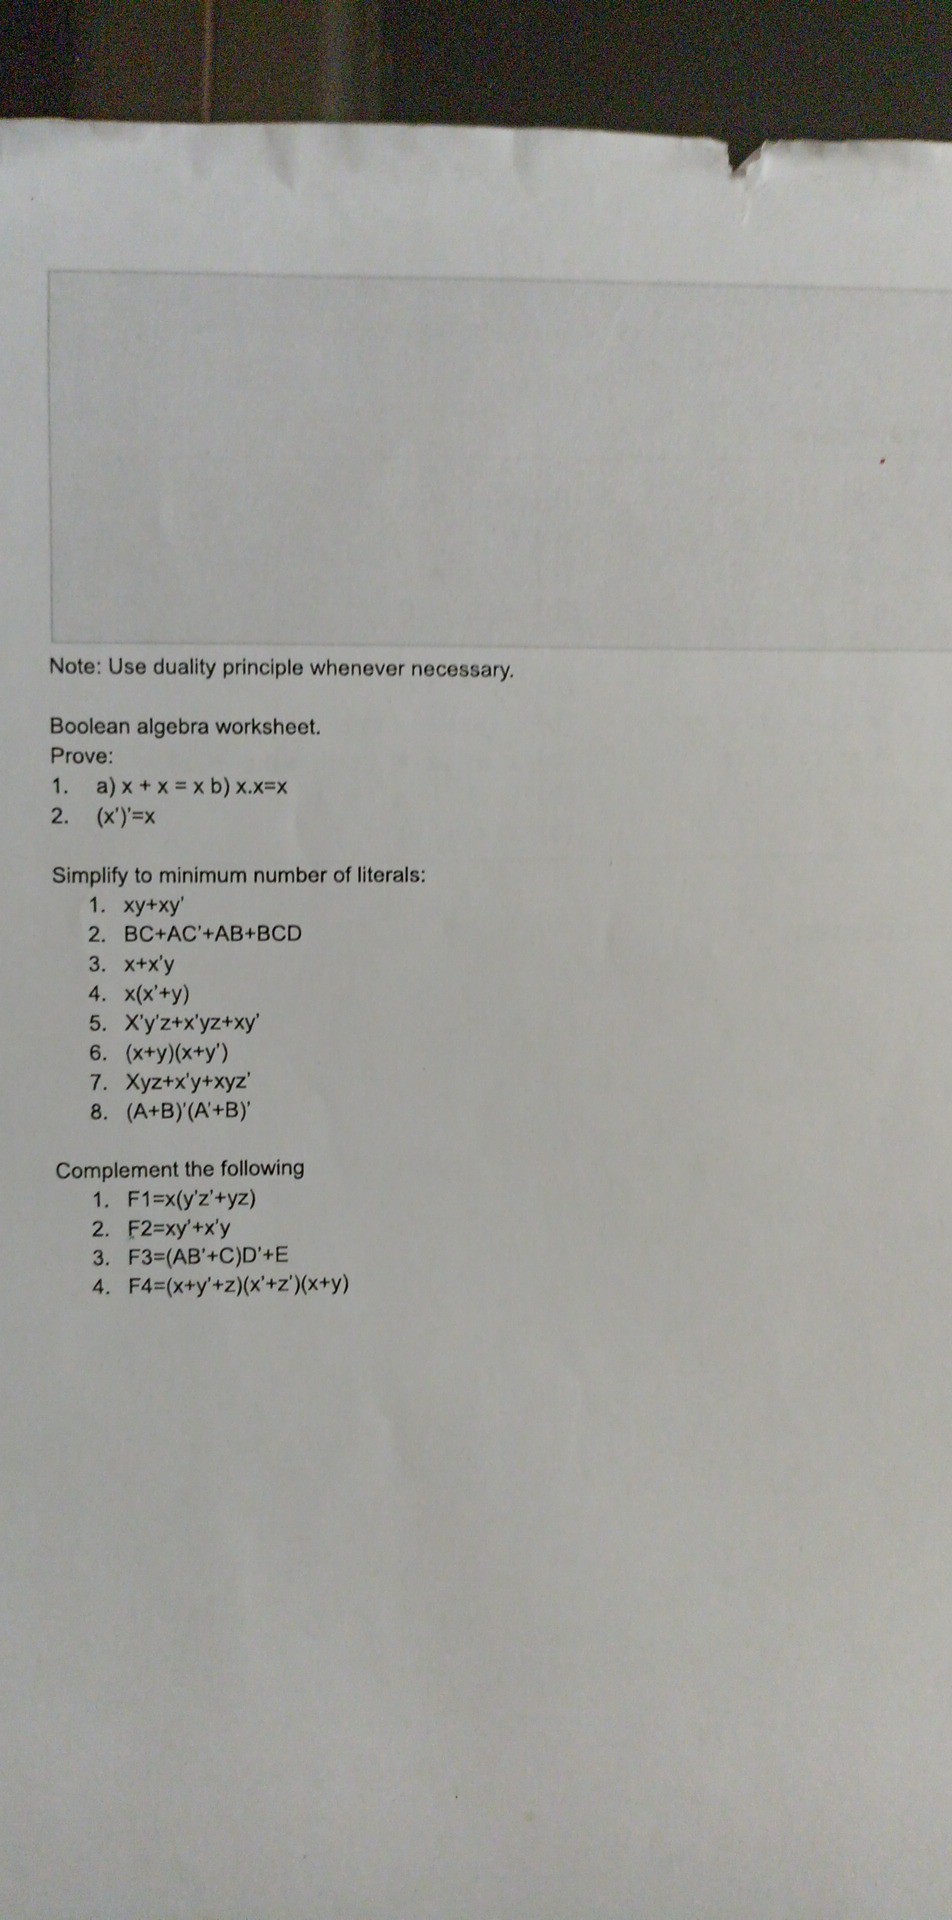 Note: Use duality principle whenever necessary.
Boolean algebra worksheet.
Prove:
1. a) x + x = x b) x.x=x
2. (x')'=x
Simplify to minimum number of literals:
1. xy+xy'
2. BC+AC'+AB+BCD
3. x+x'y
4. x(x'+y)
5. X'y'z+x'yz+xy'
6. (x+y)(x+y')
7. Xyz+x'y+xyz'
8. (A+B)'(A'+B)'
Complement the following
1. F1=x(y'z'+yz)
2. F2=xy'+x'y
3. F3=(AB'+C)D'+E
4. F4=(x+y'+z)(x'+z')(x+y)